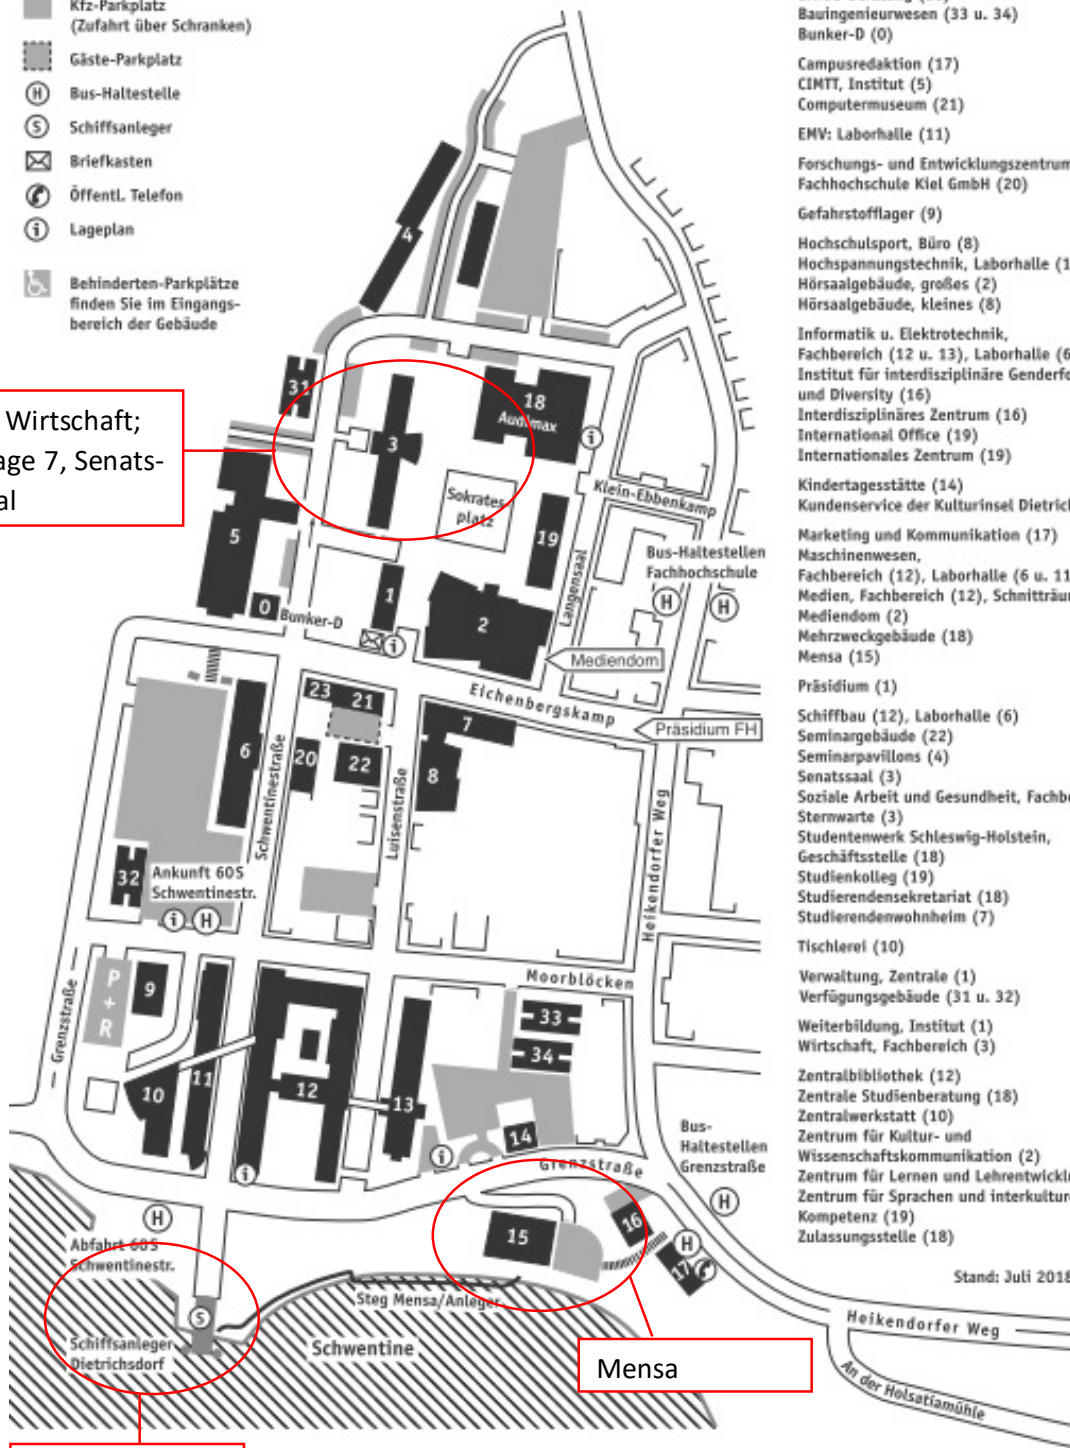 Kfz-Parkplatz
(Zufahrt über Schranken)
Gäste-Parkplatz
H Bus-Haltestelle
S Schiffsanleger
Briefkasten
Öffentl. Telefon
i Lageplan
Behinderten-Parkplätze
finden Sie im Eingangs-
bereich der Gebäude
Wirtschaft;
age 7, Senats-
al
4
31
3
18
Audimax
i
Sokrates
platz
Klein-Ebbenkamp
5
19
Langensaal
Bus-Haltestellen
Fachhochschule
H H
0
Bunker-D
1
i
2
Mediendom
Eichenbergskamp
Präsidium FH
23 21
7
6
20
22
8
Schwentinestraße
Luisenstraße
Heikendorfer Weg
32
Ankunft 60S
Schwentinestr.
i H
Moorblöcken
P
+
R
9
33
34
Grenzstraße
10
11
12
13
14
i
i
Grenzstraße
Bus-
Haltestellen
Grenzstraße
H
H
15
16
H
17
Abfahrt 60S
Schwentinestr.
S
Steg Mensa/Anleger
Schiffsanleger
Dietrichsdorf
Schwentine
Mensa
Heikendorfer Weg
An der Holsatiamühle
Bauingenieurwesen (33 u. 34)
Bunker-D (0)
Campusredaktion (17)
CIMTT, Institut (5)
Computermuseum (21)
EMV: Laborhalle (11)
Forschungs- und Entwicklungszentrum
Fachhochschule Kiel GmbH (20)
Gefahrstofflager (9)
Hochschulsport, Büro (8)
Hochspannungstechnik, Laborhalle (1
Hörsaalgebäude, großes (2)
Hörsaalgebäude, kleines (8)
Informatik u. Elektrotechnik,
Fachbereich (12 u. 13), Laborhalle (6
Institut für interdisziplinäre Genderfo
und Diversity (16)
Interdisziplinäres Zentrum (16)
International Office (19)
Internationales Zentrum (19)
Kindertagesstätte (14)
Kundenservice der Kulturinsel Dietrich
Marketing und Kommunikation (17)
Maschinenwesen,
Fachbereich (12), Laborhalle (6 u. 11
Medien, Fachbereich (12), Schnitträu
Mediendom (2)
Mehrzweckgebäude (18)
Mensa (15)
Präsidium (1)
Schiffbau (12), Laborhalle (6)
Seminargebäude (22)
Seminarpavillons (4)
Senatssaal (3)
Soziale Arbeit und Gesundheit, Fachbe
Sternwarte (3)
Studentenwerk Schleswig-Holstein,
Geschäftsstelle (18)
Studienkolleg (19)
Studierendensekretariat (18)
Studierendenwohnheim (7)
Tischlerei (10)
Verwaltung, Zentrale (1)
Verfügungsgebäude (31 u. 32)
Weiterbildung, Institut (1)
Wirtschaft, Fachbereich (3)
Zentralbibliothek (12)
Zentrale Studienberatung (18)
Zentralwerkstatt (10)
Zentrum für Kultur- und
Wissenschaftskommunikation (2)
Zentrum für Lernen und Lehrentwickl
Zentrum für Sprachen und interkultur
Kompetenz (19)
Zulassungsstelle (18)
Stand: Juli 2018